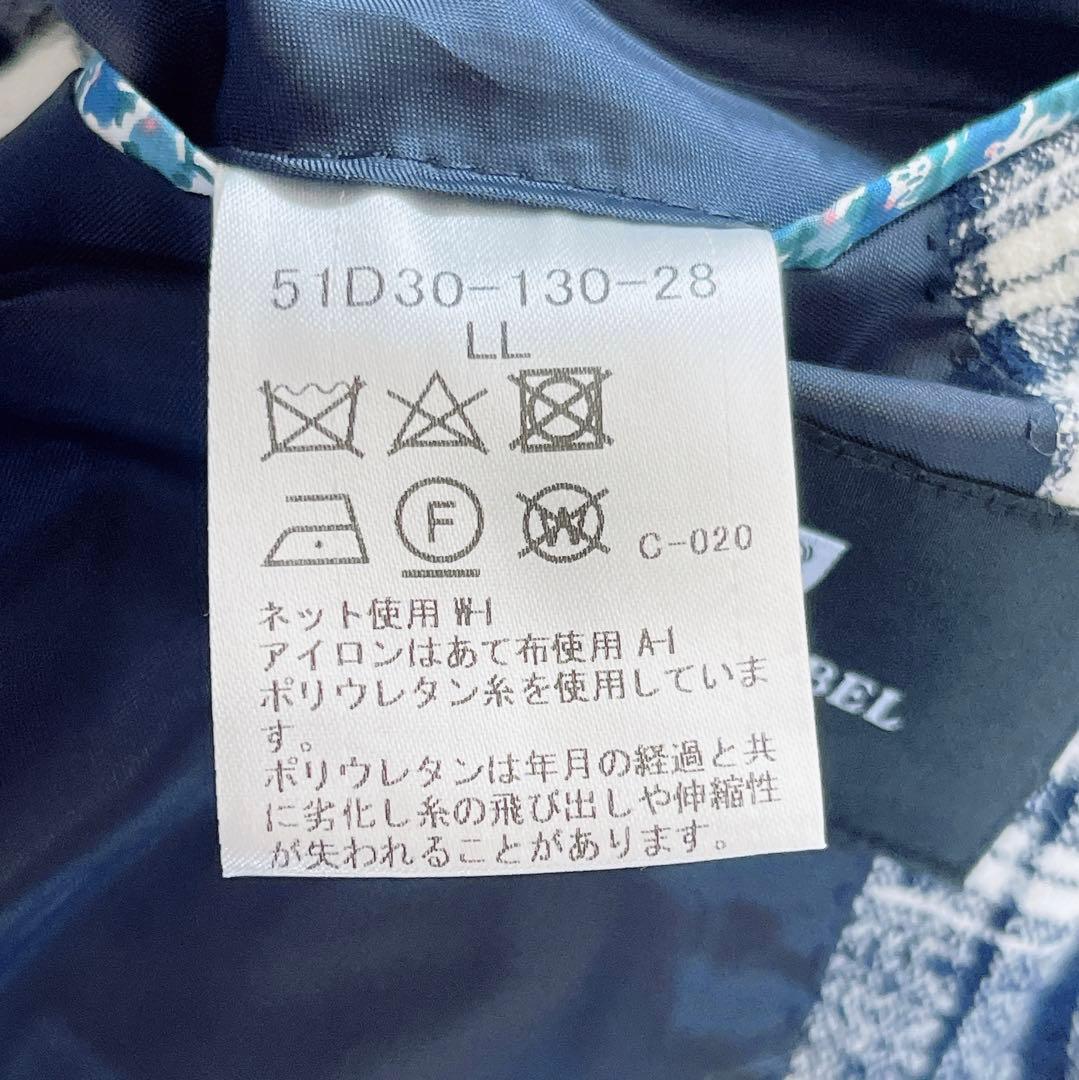 51D30-130-28
LL
F W C-020
ネット使用 W-1
アイロンはあて布使用 A-1
ポリウレタン糸を使用していま
す。
ポリウレタンは年月の経過と共
に劣化し糸の飛び出しや伸縮性
が失われることがあります。